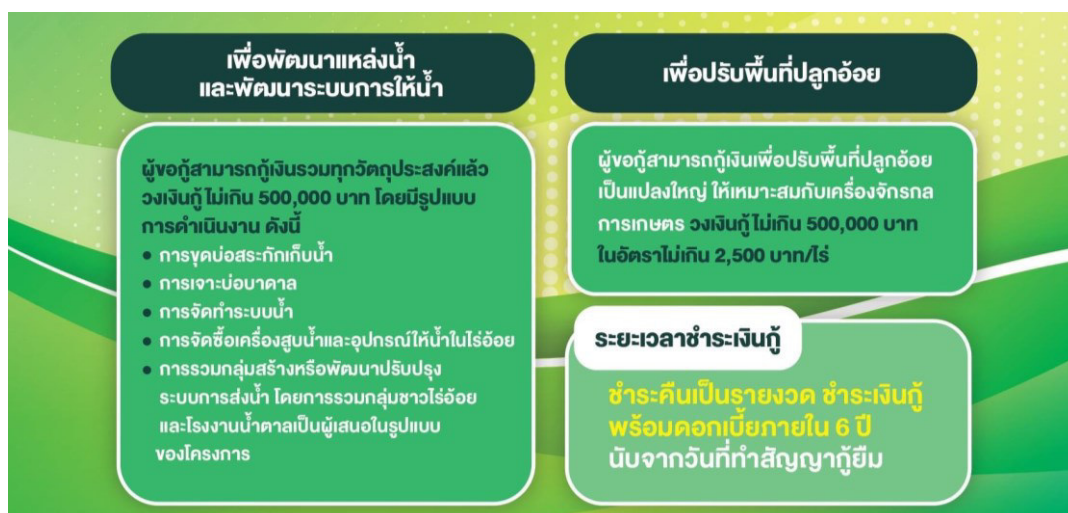 เพื่อพัฒนาแหล่งน้ำ
และพัฒนาระบบการให้น้ำ
ผู้ขอกู้สามารถกู้เงินรวมทุกวัตถุประสงค์แล้ว
วงเงินกู้ ไม่เกิน 500,000 บาท โดยมีรูปแบบ
การดำเนินงาน ดังนี้
• การขุดบ่อสระกักเก็บน้ำ
• การเจาะบ่อบาดาล
• การจัดทำระบบน้ำ
• การจัดซื้อเครื่องสูบน้ำและอุปกรณ์ให้น้ำในไร่อ้อย
• การรวมกลุ่มสร้างหรือพัฒนาปรับปรุง
ระบบการส่งน้ำ โดยการรวมกลุ่มชาวไร่อ้อย
และโรงงานน้ำตาลเป็นผู้เสนอในรูปแบบ
ของโครงการ
เพื่อปรับพื้นที่ปลูกอ้อย
ผู้ขอกู้สามารถกู้เงินเพื่อปรับพื้นที่ปลูกอ้อย
เป็นแปลงใหญ่ ให้เหมาะสมกับเครื่องจักรกล
การเกษตร วงเงินกู้ ไม่เกิน 500,000 บาท
ในอัตราไม่เกิน 2,500 บาท/ไร่
ระยะเวลาชำระเงินกู้
ชำระคืนเป็นรายงวด ชำระเงินกู้
พร้อมดอกเบี้ยภายใน 6 ปี
นับจากวันที่ทำสัญญากู้ยืม